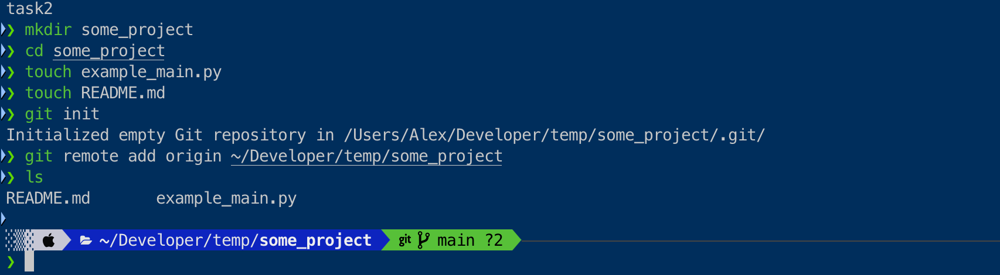 task2
❯ mkdir some_project
❯ cd some_project
❯ touch example_main.py
❯ touch README.md
❯ git init
Initialized empty Git repository in /Users/Alex/Developer/temp/some_project/.git/
❯ git remote add origin ~/Developer/temp/some_project
❯ ls
README.md       example_main.py
~/Developer/temp/some_project git main ?2
❯